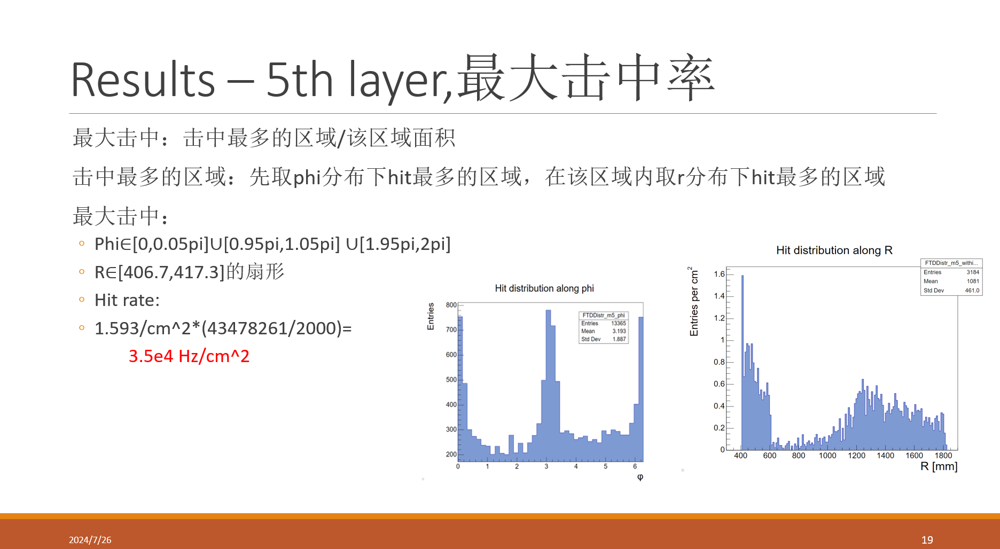 Results – 5th layer,最大击中率
最大击中：击中最多的区域/该区域面积
击中最多的区域：先取phi分布下hit最多的区域，在该区域内取r分布下hit最多的区域
最大击中：
Phi∈[0,0.05pi]∪[0.95pi,1.05pi] ∪[1.95pi,2pi]
R∈[406.7,417.3]的扇形
Hit rate:
1.593/cm^2*(43478261/2000)=
3.5e4 Hz/cm^2
Hit distribution along phi
Entries
800
700
600
500
400
300
200
0 1 2 3 4 5 6
φ
FTDDistr_m5_phi
Entries 13365
Mean 3.193
Std Dev 1.887
Hit distribution along R
Entries per cm2
1.6
1.4
1.2
1
0.8
0.6
0.4
0.2
0
400 600 800 1000 1200 1400 1600 1800
R [mm]
FTDDistr_m5_withi...
Entries 3184
Mean 1081
Std Dev 461.0
2024/7/26
19